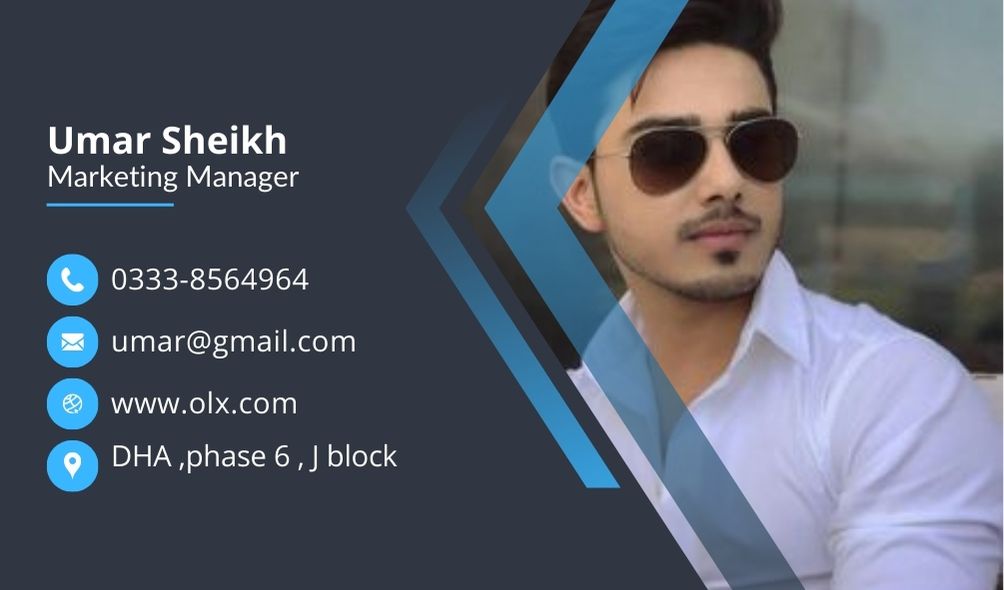 Umar Sheikh
Marketing Manager
0333-8564964
umar@gmail.com
www.olx.com
DHA ,phase 6 , J block